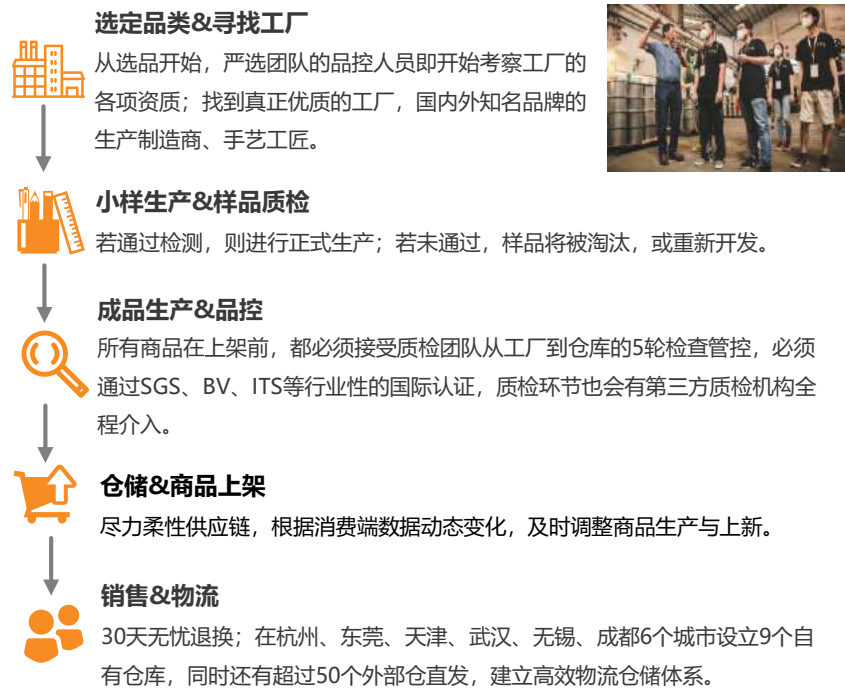 选定品类&寻找工厂
从选品开始，严选团队的品控人员即开始考察工厂的
各项资质；找到真正优质的工厂，国内外知名品牌的
生产制造商、手艺工匠。
小样生产&样品质检
若通过检测，则进行正式生产；若未通过，样品将被淘汰，或重新开发。
成品生产&品控
所有商品在上架前，都必须接受质检团队从工厂到仓库的5轮检查管控，必须
通过SGS、BV、ITS等行业性的国际认证，质检环节也会有第三方质检机构全
程介入。
仓储&商品上架
尽力柔性供应链，根据消费端数据动态变化，及时调整商品生产与上新。
销售&物流
30天无忧退换；在杭州、东莞、天津、武汉、无锡、成都6个城市设立9个自
有仓库，同时还有超过50个外部仓直发，建立高效物流仓储体系。